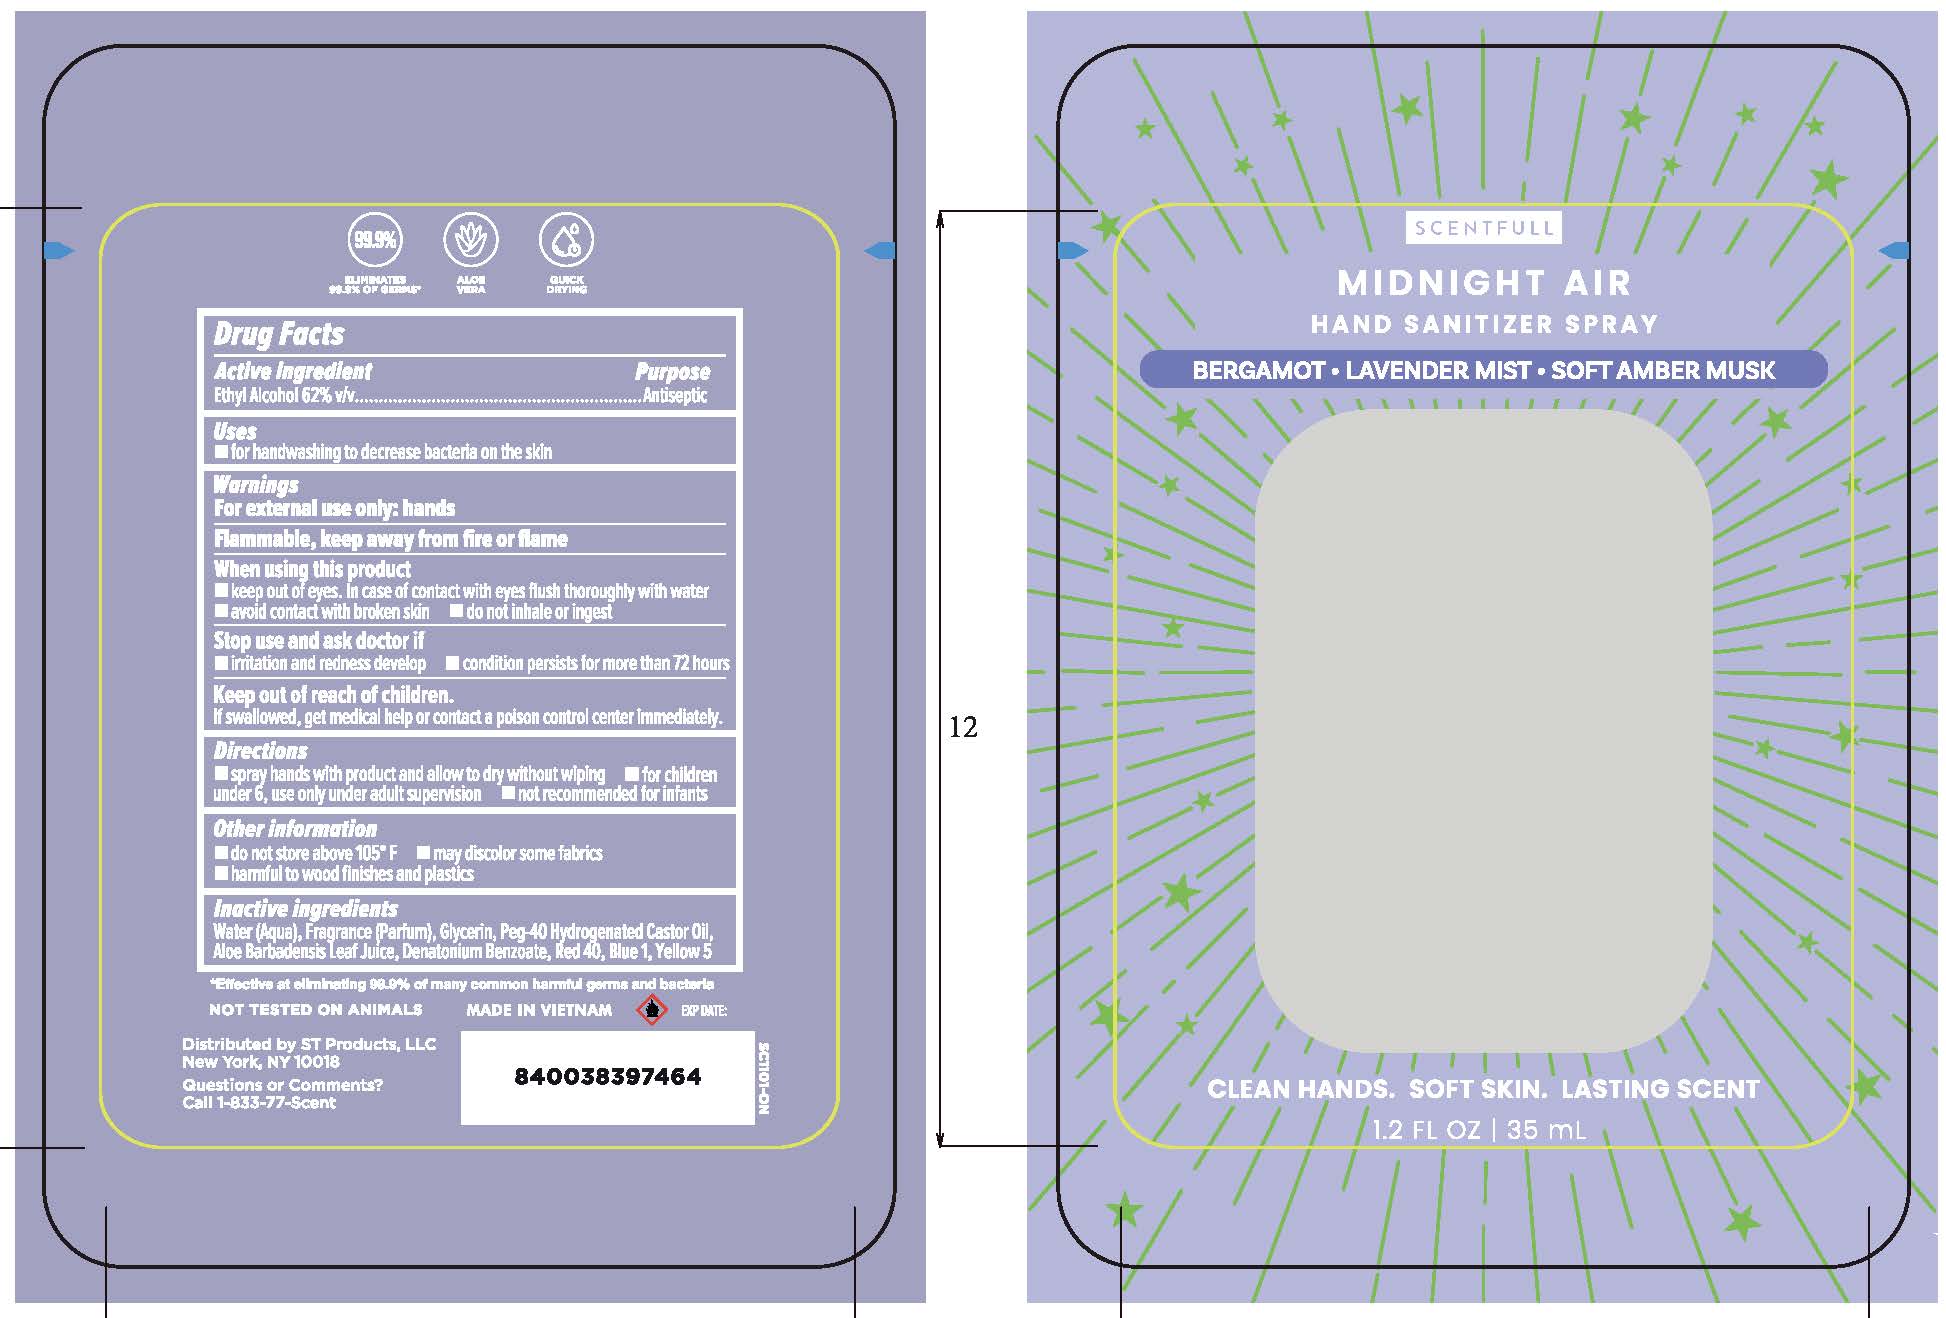 99.9%
ELIMINATES
99.9% OF GERMS*
ALOE
VERA
QUICK
DRYING
Drug Facts
Active ingredient Purpose
Ethyl Alcohol 62% v/v............................................................Antiseptic
Uses
■ for handwashing to decrease bacteria on the skin
Warnings
For external use only: hands
Flammable, keep away from fire or flame
When using this product
■ keep out of eyes. In case of contact with eyes flush thoroughly with water
■ avoid contact with broken skin ■ do not inhale or ingest
Stop use and ask doctor if
■ irritation and redness develop ■ condition persists for more than 72 hours
Keep out of reach of children.
If swallowed, get medical help or contact a poison control center immediately.
Directions
■ spray hands with product and allow to dry without wiping ■ for children
under 6, use only under adult supervision ■ not recommended for infants
Other information
■ do not store above 105° F ■ may discolor some fabrics
■ harmful to wood finishes and plastics
Inactive ingredients
Water (Aqua), Fragrance (Parfum), Glycerin, Peg-40 Hydrogenated Castor Oil,
Aloe Barbadensis Leaf Juice, Denatonium Benzoate, Red 40, Blue 1, Yellow 5
*Effective at eliminating 99.9% of many common harmful germs and bacteria
NOT TESTED ON ANIMALS MADE IN VIETNAM EXP DATE:
Distributed by ST Products, LLC
New York, NY 10018
Questions or Comments?
Call 1-833-77-Scent
840038397464
SC1101-ON
12
SCENTFULL
MIDNIGHT AIR
HAND SANITIZER SPRAY
BERGAMOT • LAVENDER MIST • SOFT AMBER MUSK
CLEAN HANDS. SOFT SKIN. LASTING SCENT
1.2 FL OZ | 35 mL